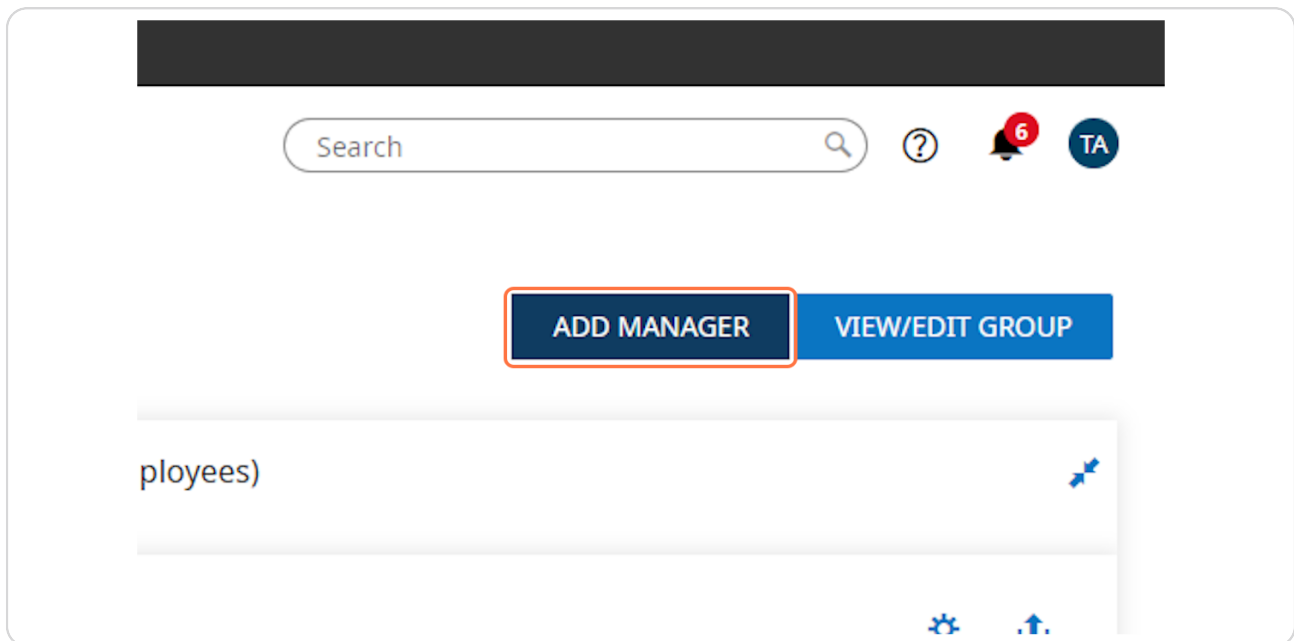 Search
6
TA
ADD MANAGER
VIEW/EDIT GROUP
ployees)